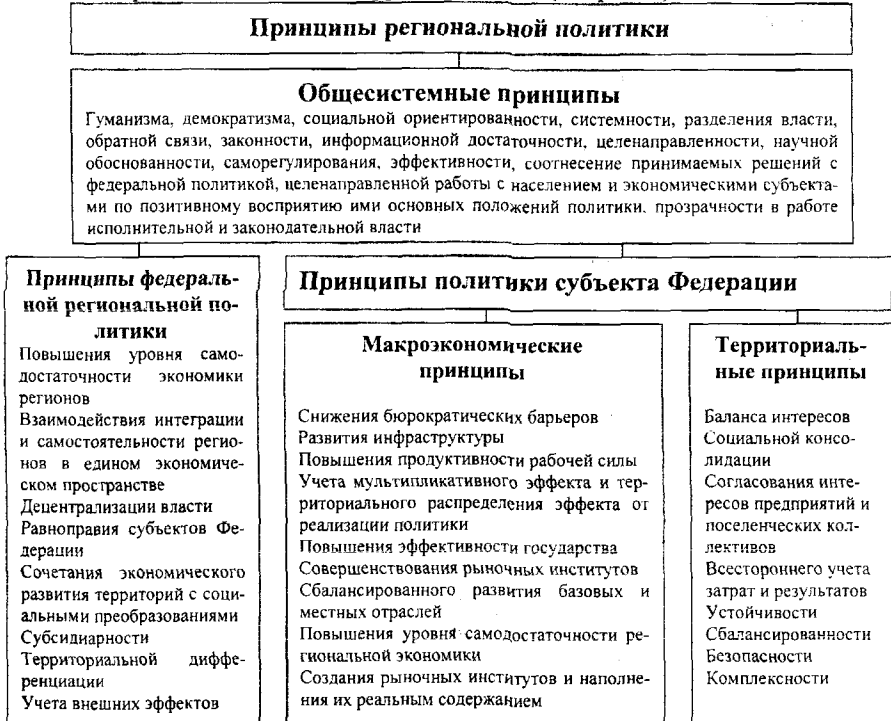 Принципы региональной политики
Общесистемные принципы
Гуманизма, демократизма, социальной ориентированности, системности, разделения власти,
обратной связи, законности, информационной достаточности, целенаправленности, научной
обоснованности, саморегулирования, эффективности, соотнесение принимаемых решений с
федеральной политикой, целенаправленной работы с населением и экономическими субъекта-
ми по позитивному восприятию ими основных положений политики, прозрачности в работе
исполнительной и законодательной власти
Принципы федераль-
ной региональной по-
литики
Повышения уровня само-
достаточности экономики
регионов
Взаимодействия интеграции
и самостоятельности регио-
нов в едином экономиче-
ском пространстве
Децентрализации власти
Равноправия субъектов Фе-
дерации
Сочетания экономического
развития территорий с соци-
альными преобразованиями
Субсидиарности
Территориальной диффе-
ренциации
Учета внешних эффектов
Принципы политики субъекта Федерации
Макроэкономические
принципы
Снижения бюрократических барьеров
Развития инфраструктуры
Повышения продуктивности рабочей силы
Учета мультипликативного эффекта и тер-
риториального распределения эффекта от
реализации политики
Повышения эффективности государства
Совершенствования рыночных институтов
Сбалансированного развития базовых и
местных отраслей
Повышения уровня самодостаточности ре-
гиональной экономики
Создания рыночных институтов и наполне-
ния их реальным содержанием
Территориаль-
ные принципы
Баланса интересов
Социальной консо-
лидации
Согласования инте-
ресов предприятий и
поселенческих кол-
лективов
Всестороннего учета
затрат и результатов
Устойчивости
Сбалансированности
Безопасности
Комплексности